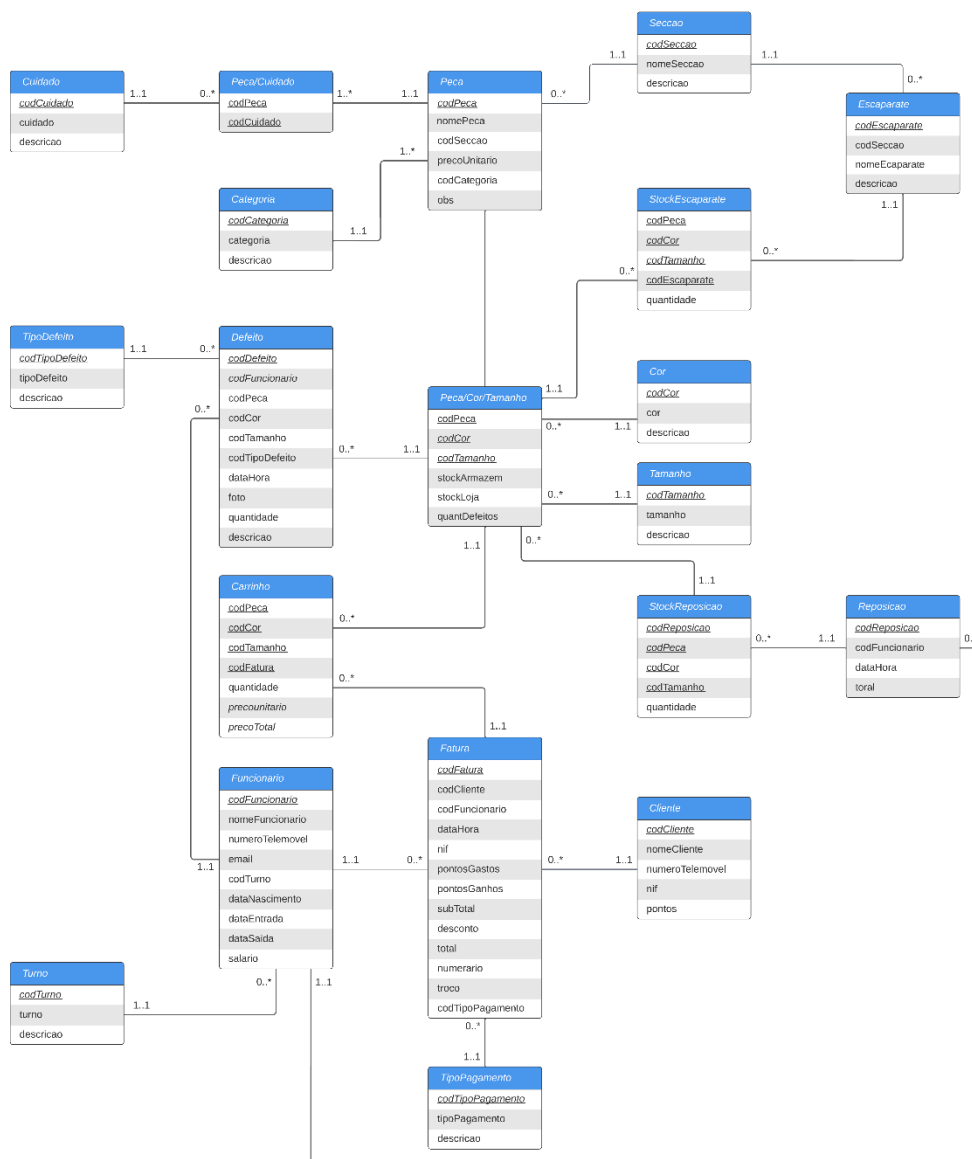 Seccao
codSeccao
nomeSeccao
descricao
1..1
1..1
0..*
0..*
Cuidado
codCuidado
cuidado
descricao
1..1
0..*
Peca/Cuidado
codPeca
codCuidado
1..*
1..1
Peca
codPeca
nomePeca
codSeccao
precoUnitario
codCategoria
obs
1..*
Escaparate
codEscaparate
codSeccao
nomeEcaparate
descricao
1..1
Categoria
codCategoria
categoria
descricao
1..1
StockEscaparate
codPeca
codCor
codTamanho
codEscaparate
quantidade
0..*
0..*
TipoDefeito
codTipoDefeito
tipoDefeito
descricao
1..1
0..*
Defeito
codDefeito
codFuncionario
codPeca
codCor
codTamanho
codTipoDefeito
dataHora
foto
quantidade
descricao
0..*
0..*
1..1
Peca/Cor/Tamanho
codPeca
codCor
codTamanho
stockArmazem
stockLoja
quantDefeitos
1..1
0..*
1..1
Cor
codCor
cor
descricao
0..*
1..1
Tamanho
codTamanho
tamanho
descricao
1..1
0..*
1..1
Carrinho
codPeca
codCor
codTamanho
codFatura
quantidade
precounitario
precoTotal
0..*
0..*
1..1
StockReposicao
codReposicao
codPeca
codCor
codTamanho
quantidade
0..*
1..1
Reposicao
codReposicao
codFuncionario
dataHora
toral
0..
Funcionario
codFuncionario
nomeFuncionario
numeroTelemovel
email
codTurno
dataNascimento
dataEntrada
dataSaida
salario
1..1
1..1
0..*
Fatura
codFatura
codCliente
codFuncionario
dataHora
nif
pontosGastos
pontosGanhos
subTotal
desconto
total
numerario
troco
codTipoPagamento
0..*
1..1
Cliente
codCliente
nomeCliente
numeroTelemovel
nif
pontos
0..*
1..1
Turno
codTurno
turno
descricao
1..1
0..*
1..1
TipoPagamento
codTipoPagamento
tipoPagamento
descricao